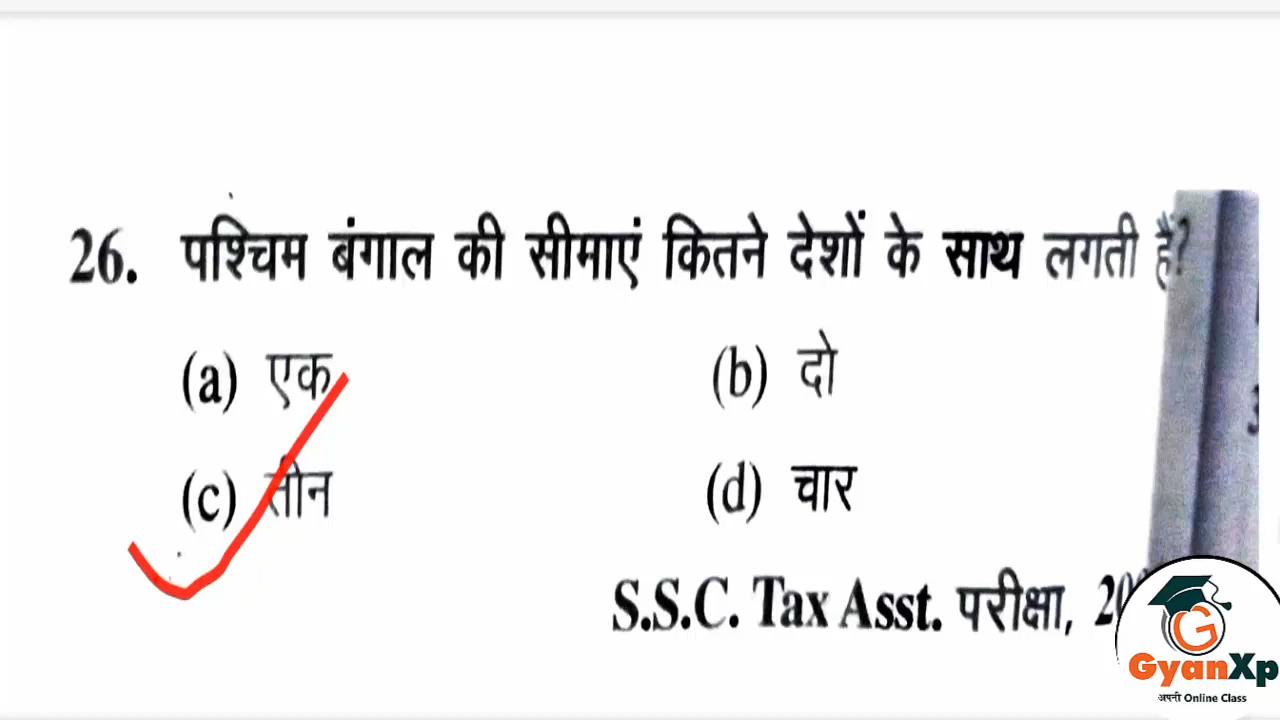 26. पश्चिम बंगाल की सीमाएं कितने देशों के साथ लगती हैं?
(a) एक (b) दो
(c) तीन (d) चार
S.S.C. Tax Asst. परीक्षा,
G
GyanXp
अपनी Online Class